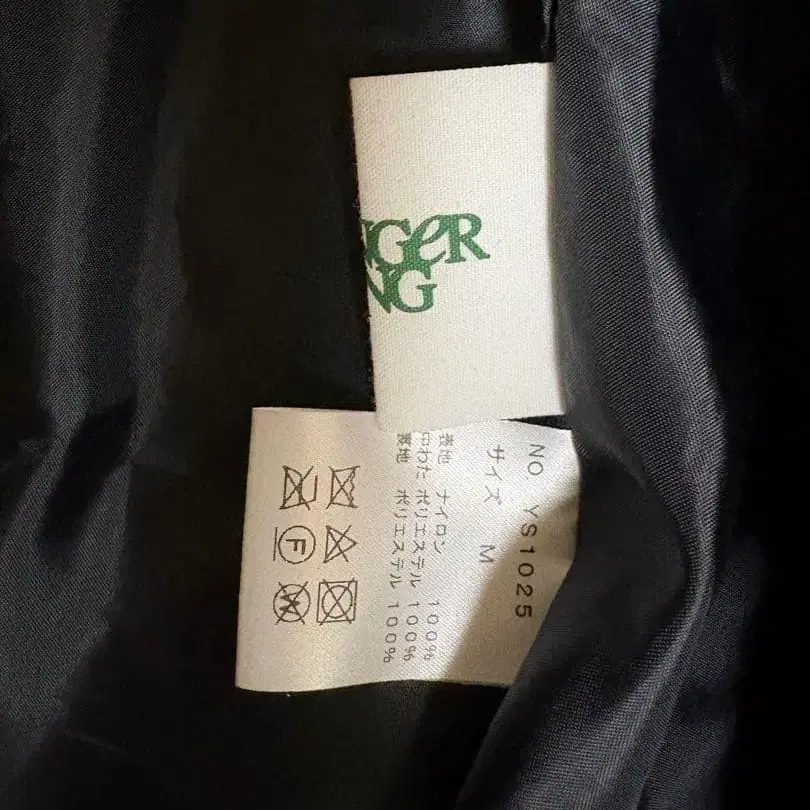 NGER
NG
NO. YS1025
サイズ M
表地 ナイロン 100%
中わた ポリエステル 100%
裏地 ポリエステル 100%
F
W